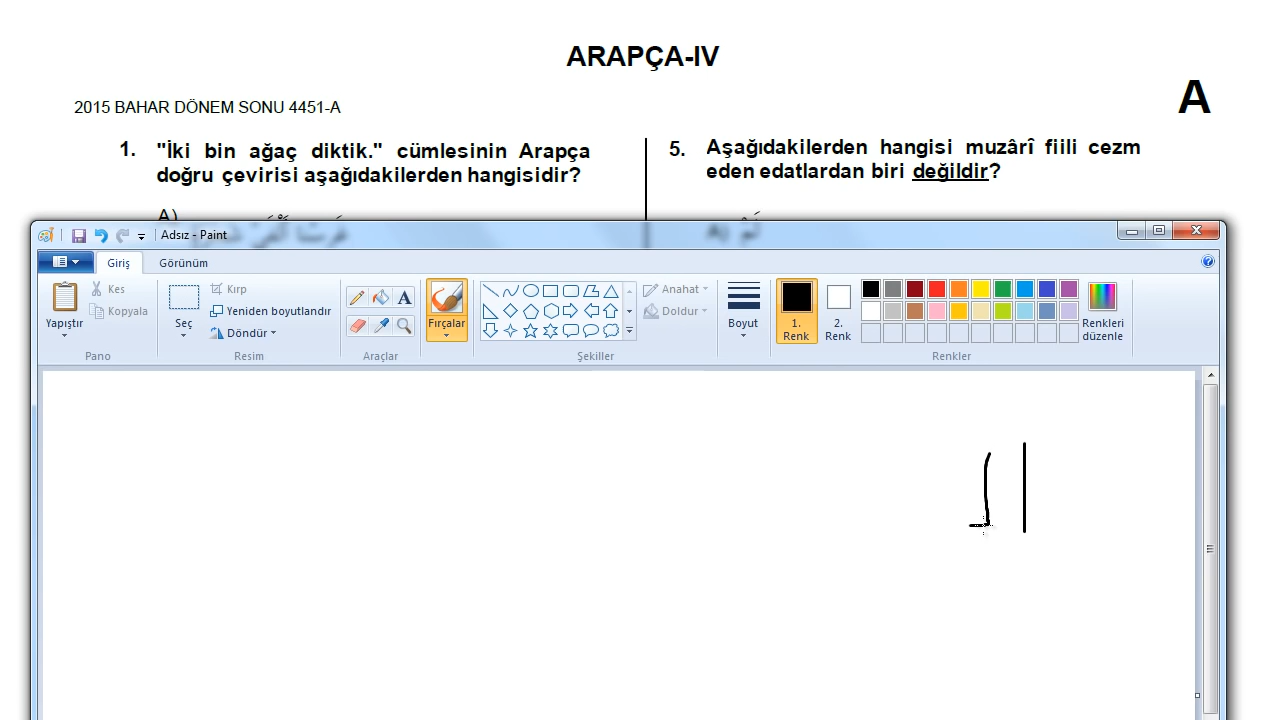 ARAPÇA-IV
A
2015 BAHAR DÖNEM SONU 4451-A
1. "İki bin ağaç diktik." cümlesinin Arapça
doğru çevirisi aşağıdakilerden hangisidir?
A)
5. Aşağıdakilerden hangisi muzârî fiili cezm
eden edatlardan biri değildir?
A) لَمْ
Adsız - Paint
Giriş
Görünüm
Yapıştır
Kes
Kopyala
Pano
Seç
Kırp
Yeniden boyutlandır
Döndür
Resim
A
Araçlar
Fırçalar
Şekiller
Anahat
Doldur
Boyut
1.
Renk
2.
Renk
Renkleri
düzenle
Renkler